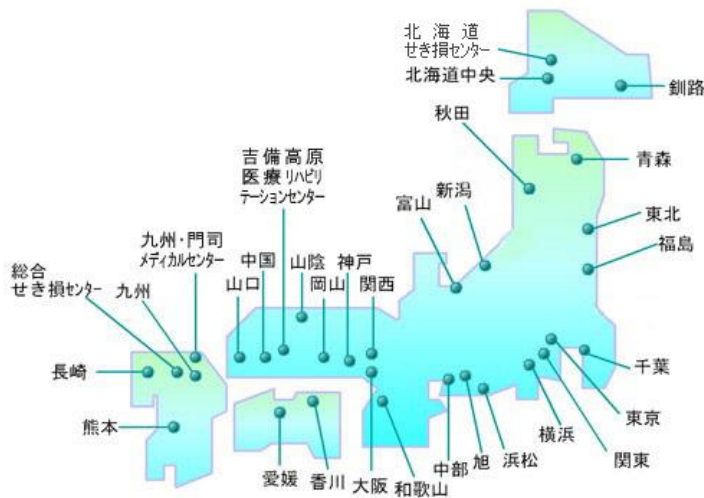 北海道
せき損センター
北海道中央
釧路
秋田
青森
吉備高原
医療リハビリ
テーションセンター
新潟
富山
東北
福島
九州・門司
メディカルセンター
中国
山陰
神戸
総合
せき損センター
九州
山口
岡山
関西
長崎
千葉
東京
熊本
横浜
関東
愛媛
香川
大阪
和歌山
中部
旭
浜松